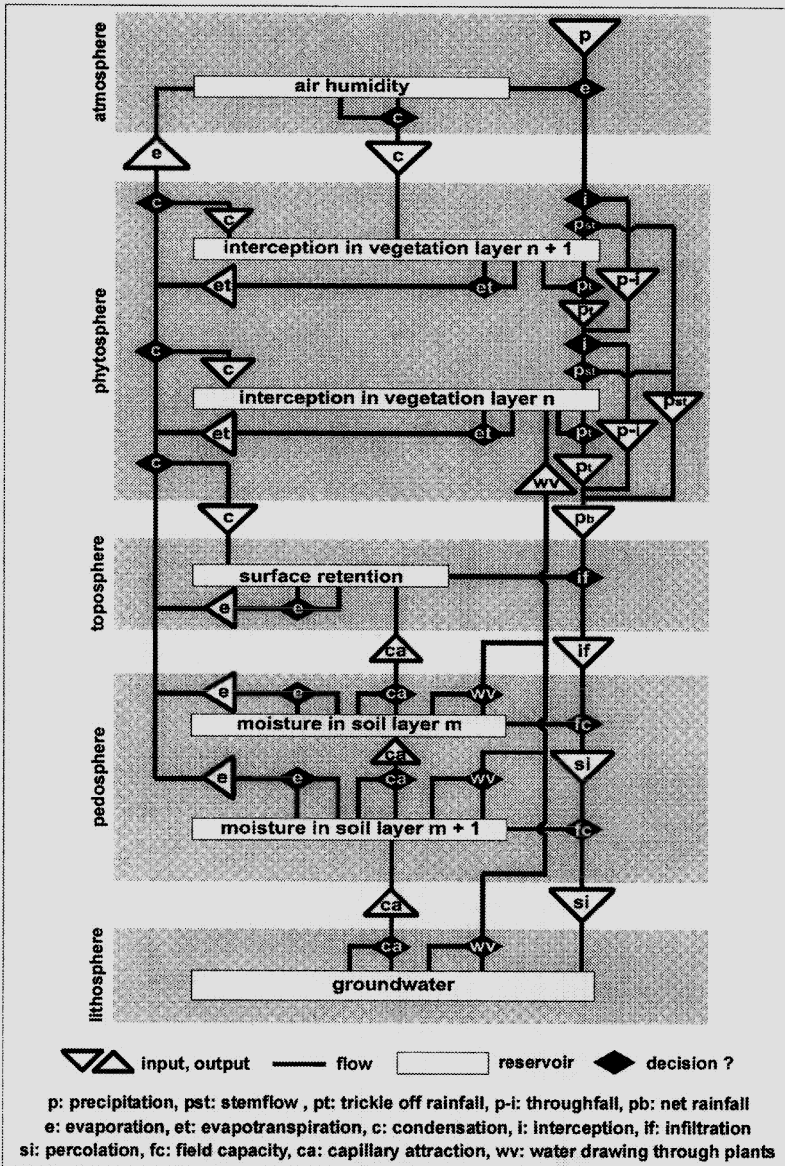 atmosphere
p
air humidity
e
c
e
c
c
i
c
pst
interception in vegetation layer n + 1
p-i
et
et
pt
pt
phytosphere
c
i
c
pst
interception in vegetation layer n
pst
et
et
pt
p-i
c
pt
wv
c
pb
toposphere
surface retention
if
e
e
ca
if
pedosphere
e
e
ca
wv
moisture in soil layer m
fc
ca
si
e
e
ca
wv
moisture in soil layer m + 1
fc
ca
si
lithosphere
ca
wv
groundwater
input, output
flow
reservoir
decision ?
p: precipitation, pst: stemflow , pt: trickle off rainfall, p-i: throughfall, pb: net rainfall
e: evaporation, et: evapotranspiration, c: condensation, i: interception, if: infiltration
si: percolation, fc: field capacity, ca: capillary attraction, wv: water drawing through plants